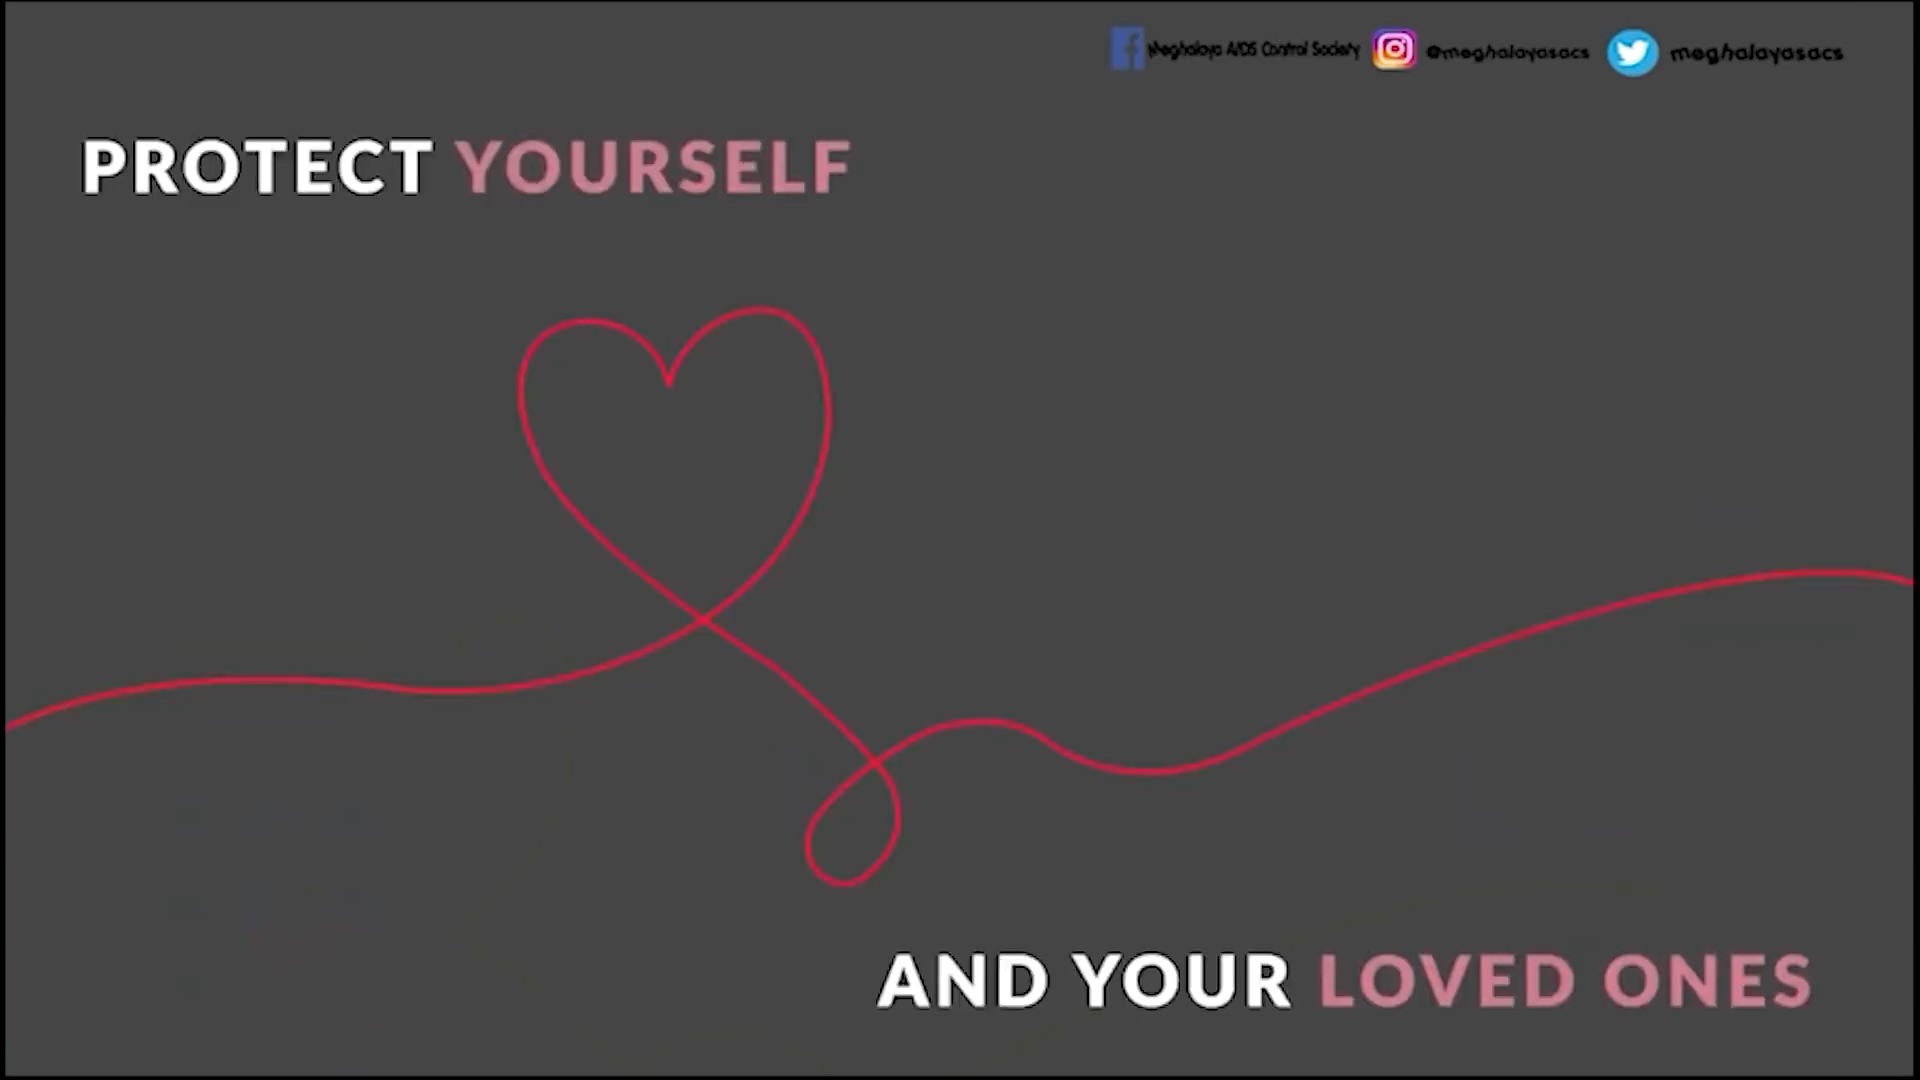 Meghalaya AIDS Control Society @meghalayasacs meghalayasacs
PROTECT YOURSELF
AND YOUR LOVED ONES